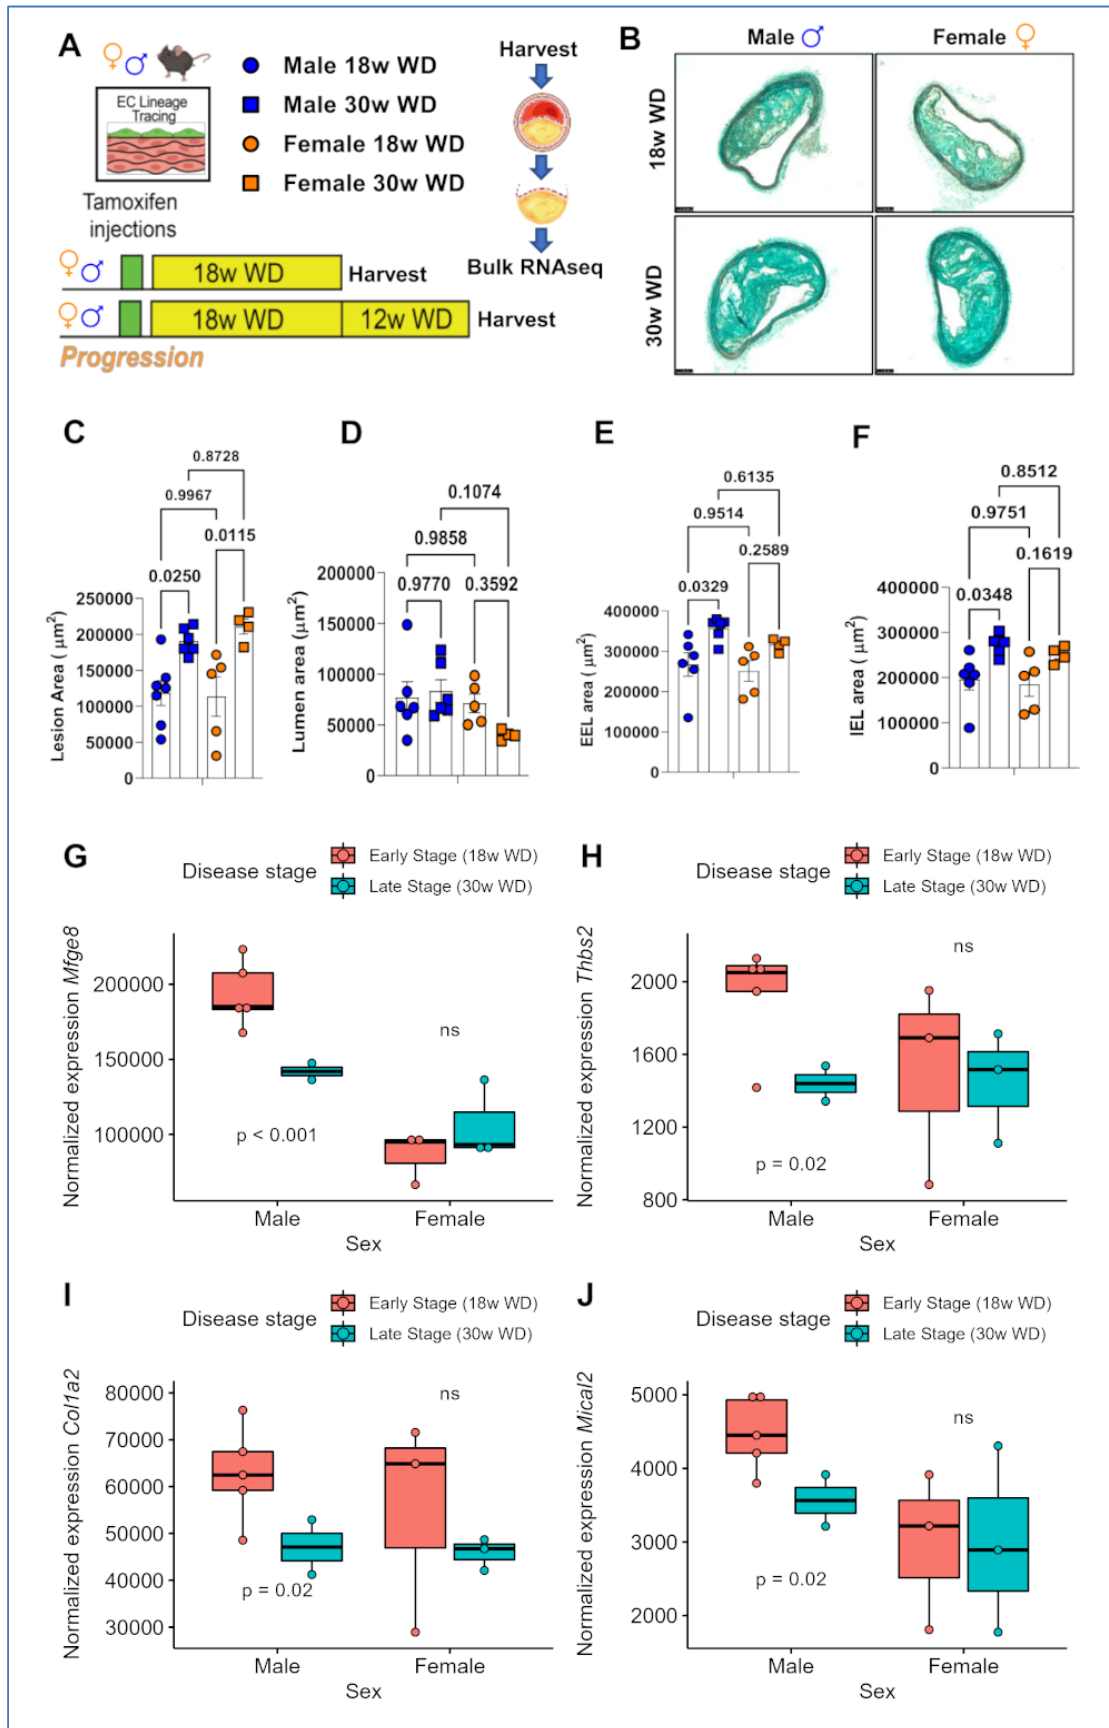 A
♀ ♂
EC Lineage
Tracing
Tamoxifen
injections
Male 18w WD
Male 30w WD
Female 18w WD
Female 30w WD
Harvest
Bulk RNAseq
♀ ♂ 18w WD Harvest
♀ ♂ 18w WD 12w WD Harvest
Progression
B
Male ♂ Female ♀
18w WD
30w WD
C
0.8728
0.9967
0.0115
0.0250
Lesion Area ( μm²)
250000
200000
150000
100000
50000
0
D
0.1074
0.9858
0.9770 0.3592
Lumen area (μm²)
200000
150000
100000
50000
0
E
0.6135
0.9514
0.2589
0.0329
EEL area ( μm²)
400000
300000
200000
100000
0
F
0.8512
0.9751
0.1619
0.0348
IEL area ( μm²)
400000
300000
200000
100000
0
G
Disease stage
Early Stage (18w WD)
Late Stage (30w WD)
Normalized expression Mfge8
200000
150000
100000
ns
p < 0.001
Male Female
Sex
H
Disease stage
Early Stage (18w WD)
Late Stage (30w WD)
Normalized expression Thbs2
2000
1600
1200
800
ns
p = 0.02
Male Female
Sex
I
Disease stage
Early Stage (18w WD)
Late Stage (30w WD)
Normalized expression Col1a2
80000
70000
60000
50000
40000
30000
ns
p = 0.02
Male Female
Sex
J
Disease stage
Early Stage (18w WD)
Late Stage (30w WD)
Normalized expression Mical2
5000
4000
3000
2000
ns
p = 0.02
Male Female
Sex